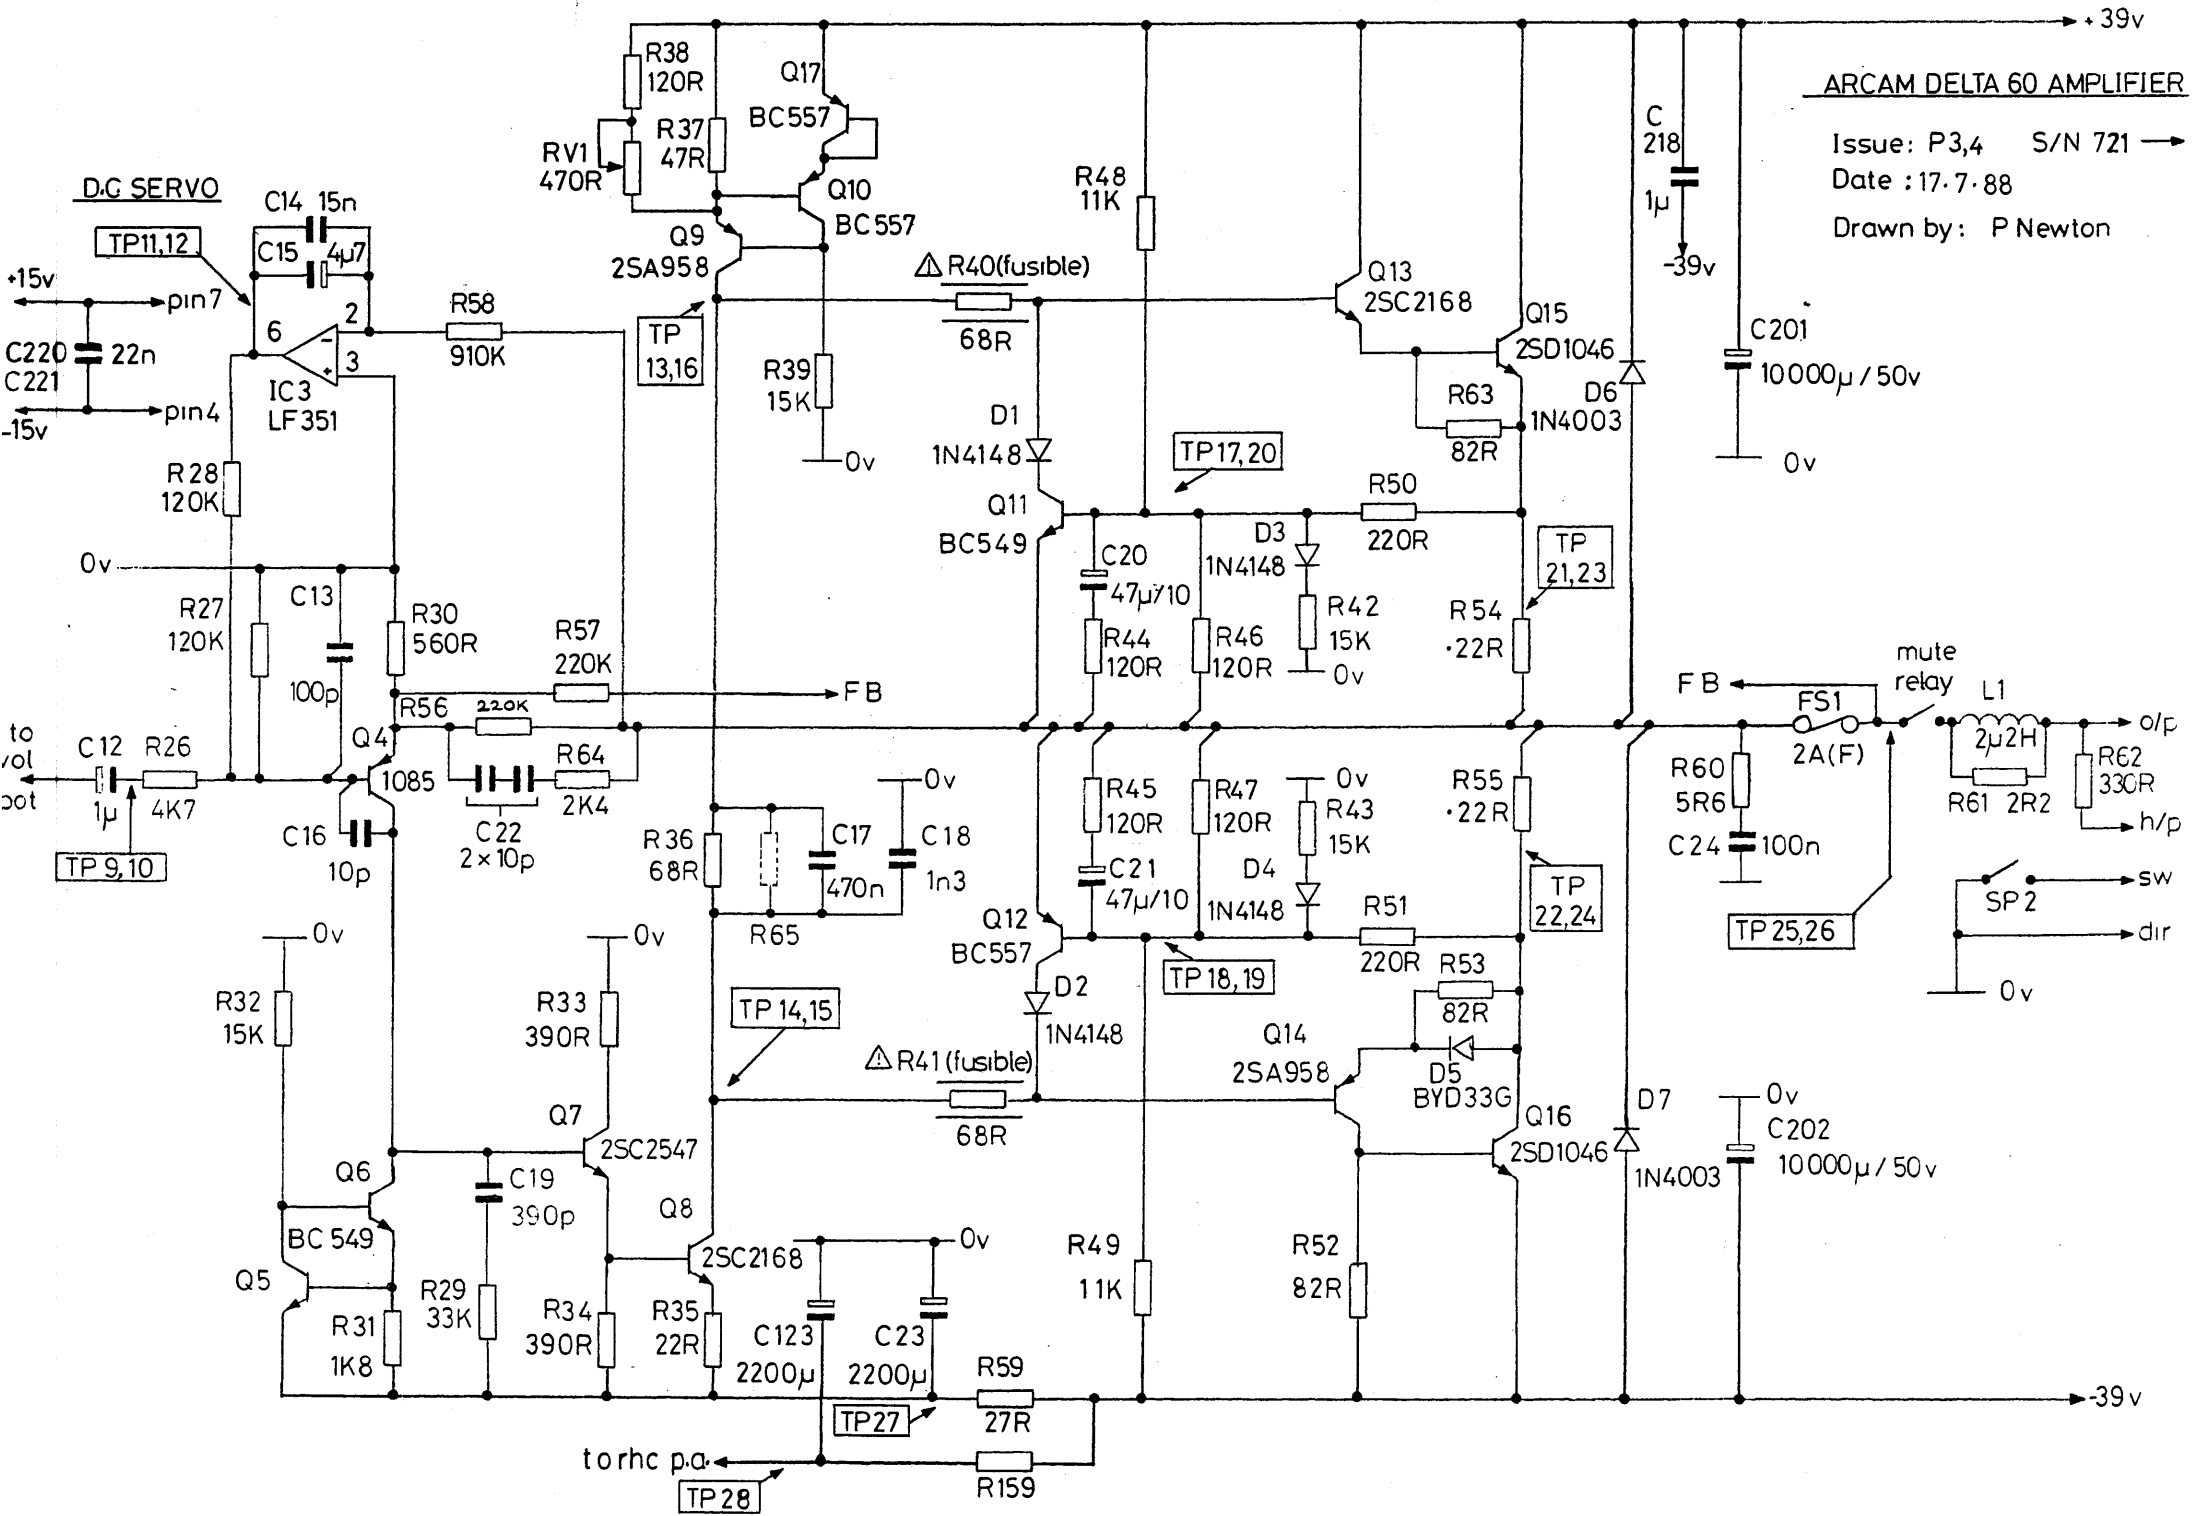 + 39v
ARCAM DELTA 60 AMPLIFIER
Issue: P3,4 S/N 721
Date : 17·7·88
Drawn by: P Newton
D.C SERVO
TP11,12
C14 15n
C15 4µ7
+15v
pin7
C220
C221
22n
-15v
pin4
6
2
3
-
+
IC3
LF351
R58
910K
R28
120K
0v
R27
120K
C13
100p
R30
560R
R57
220K
FB
R56
220K
to
vol
pot
C12
1µ
R26
4K7
TP 9,10
Q4
1085
C16
10p
C22
2×10p
R64
2K4
R38
120R
RV1
470R
R37
47R
Q17
BC557
Q10
BC557
Q9
2SA958
TP
13,16
R39
15K
0v
⚠ R40(fusible)
68R
R48
11K
D1
1N4148
Q11
BC549
TP17,20
C20
47µ/10
R44
120R
R46
120R
D3
1N4148
R42
15K
0v
R50
220R
Q13
2SC2168
Q15
2SD1046
R63
82R
D6
1N4003
C
218
1µ
-39v
C201
10000µ/50v
0v
TP
21,23
R54
·22R
FB
FS1
2A(F)
mute
relay
L1
2µ2H
o/p
R61 2R2
R62
330R
h/p
R60
5R6
C24
100n
TP25,26
SP2
sw
dir
0v
R36
68R
R65
C17
470n
0v
C18
1n3
R45
120R
C21
47µ/10
R47
120R
0v
R43
15K
D4
1N4148
R55
·22R
TP
22,24
R51
220R
Q12
BC557
TP18,19
D2
1N4148
⚠ R41(fusible)
68R
R53
82R
D5
BYD33G
Q14
2SA958
Q16
2SD1046
D7
1N4003
0v
C202
10000µ/50v
0v
R32
15K
0v
R33
390R
TP 14,15
Q7
2SC2547
Q6
BC549
Q5
C19
390p
R29
33K
R31
1K8
Q8
2SC2168
R34
390R
R35
22R
0v
C123
2200µ
C23
2200µ
R49
11K
R52
82R
R59
27R
TP27
-39v
to rhc p.a.
R159
TP28